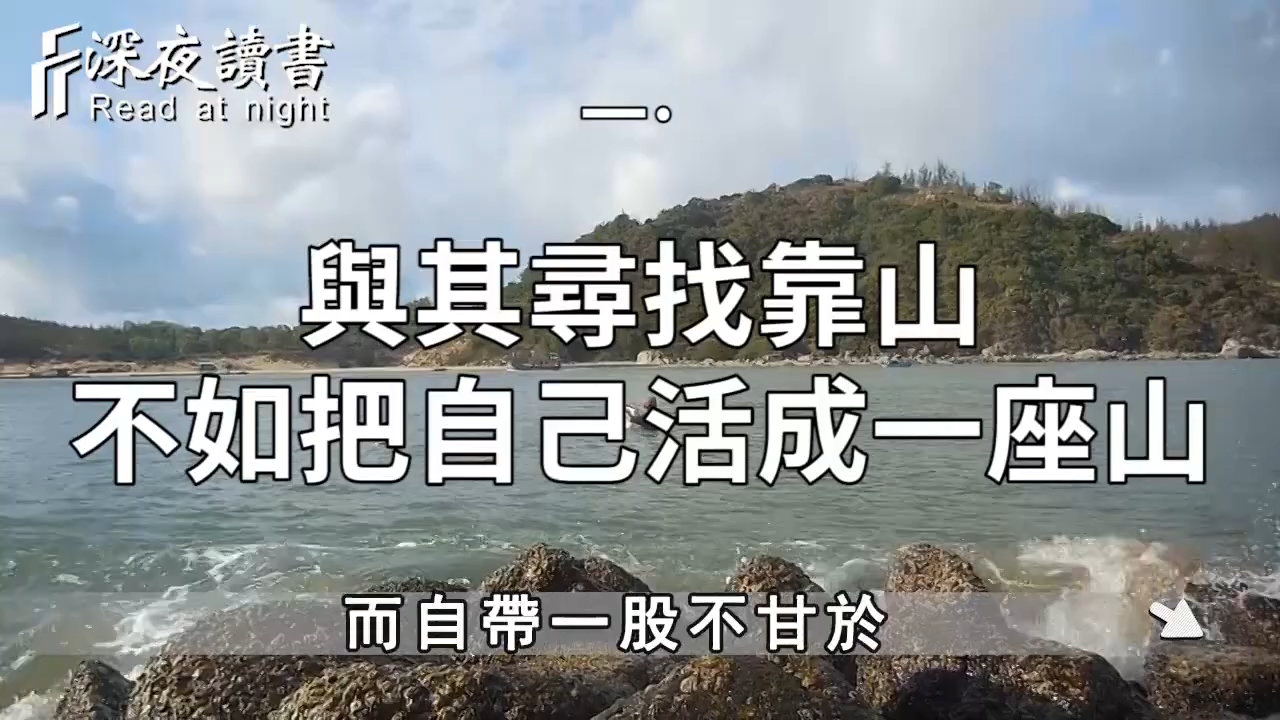 深夜讀書
Read at night
一.
與其尋找靠山
不如把自己活成一座山
而自帶一股不甘於